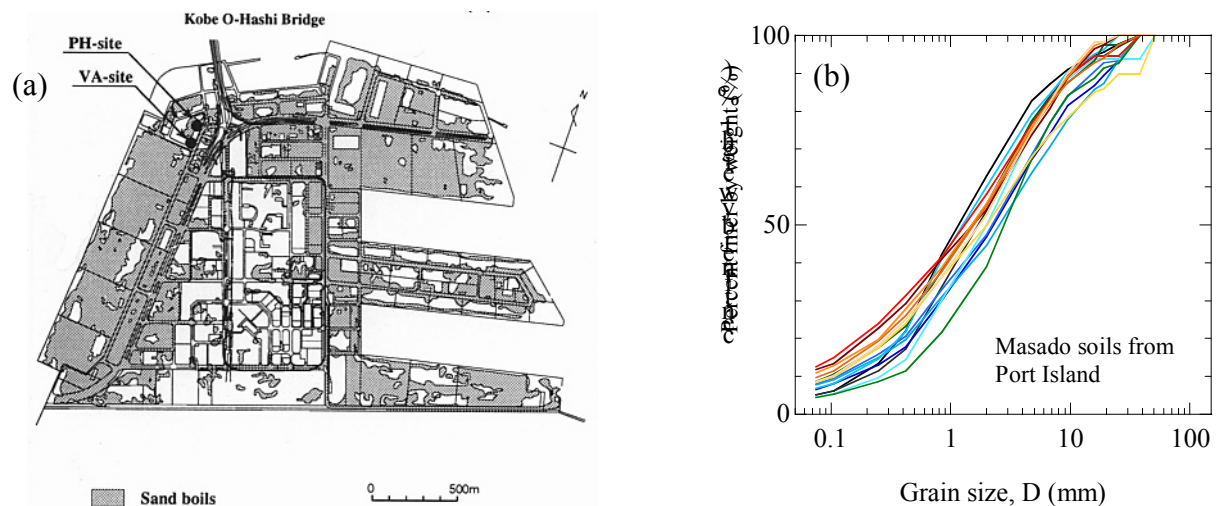 Kobe O-Hashi Bridge
PH-site
VA-site
(a)
N
Sand boils
0 500m
(b)
100
50
0
Masado soils from
Port Island
0.1 1 10 100
Grain size, D (mm)